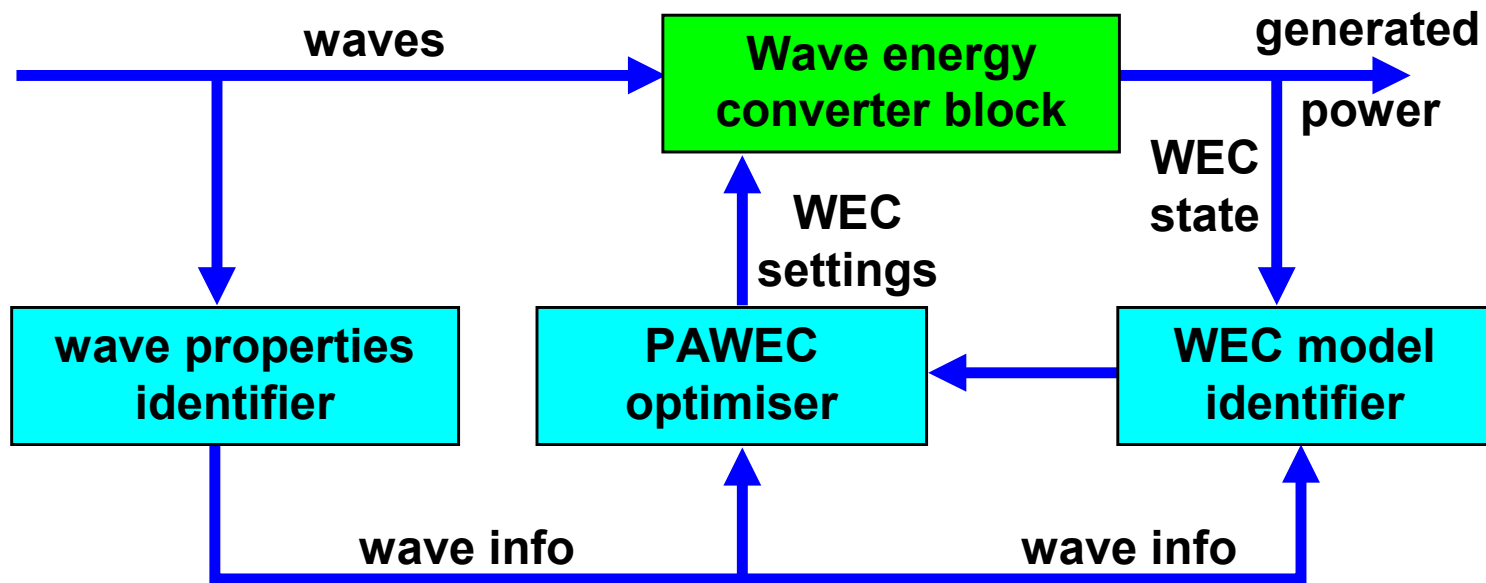 waves
Wave energy
converter block
generated
power
WEC
state
WEC
settings
wave properties
identifier
PAWEC
optimiser
WEC model
identifier
wave info
wave info